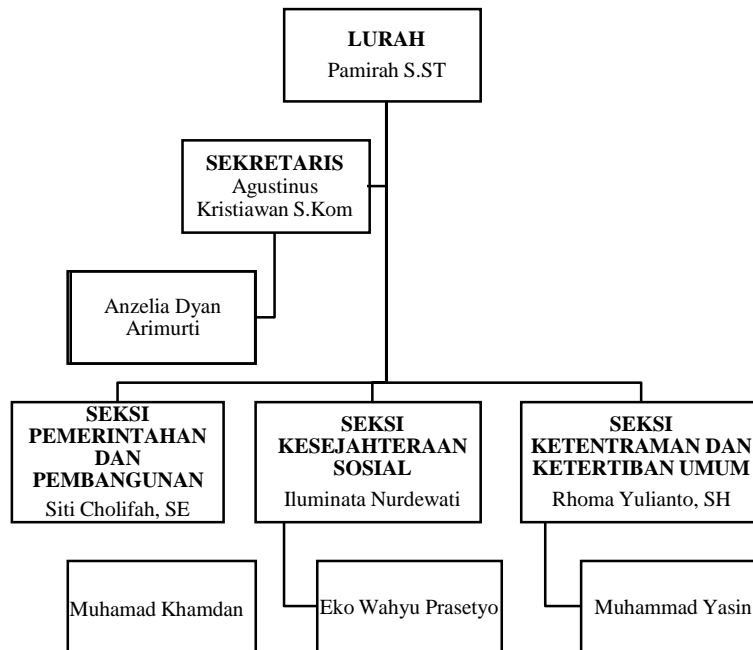 LURAH
Pamirah S.ST
SEKRETARIS
Agustinus
Kristiawan S.Kom
Anzelia Dyan
Arimurti
SEKSI
PEMERINTAHAN
DAN
PEMBANGUNAN
Siti Cholifah, SE
SEKSI
KESEJAHTERAAN
SOSIAL
Iluminata Nurdewati
SEKSI
KETENTRAMAN DAN
KETERTIBAN UMUM
Rhoma Yulianto, SH
Muhamad Khamdan
Eko Wahyu Prasetyo
Muhammad Yasin